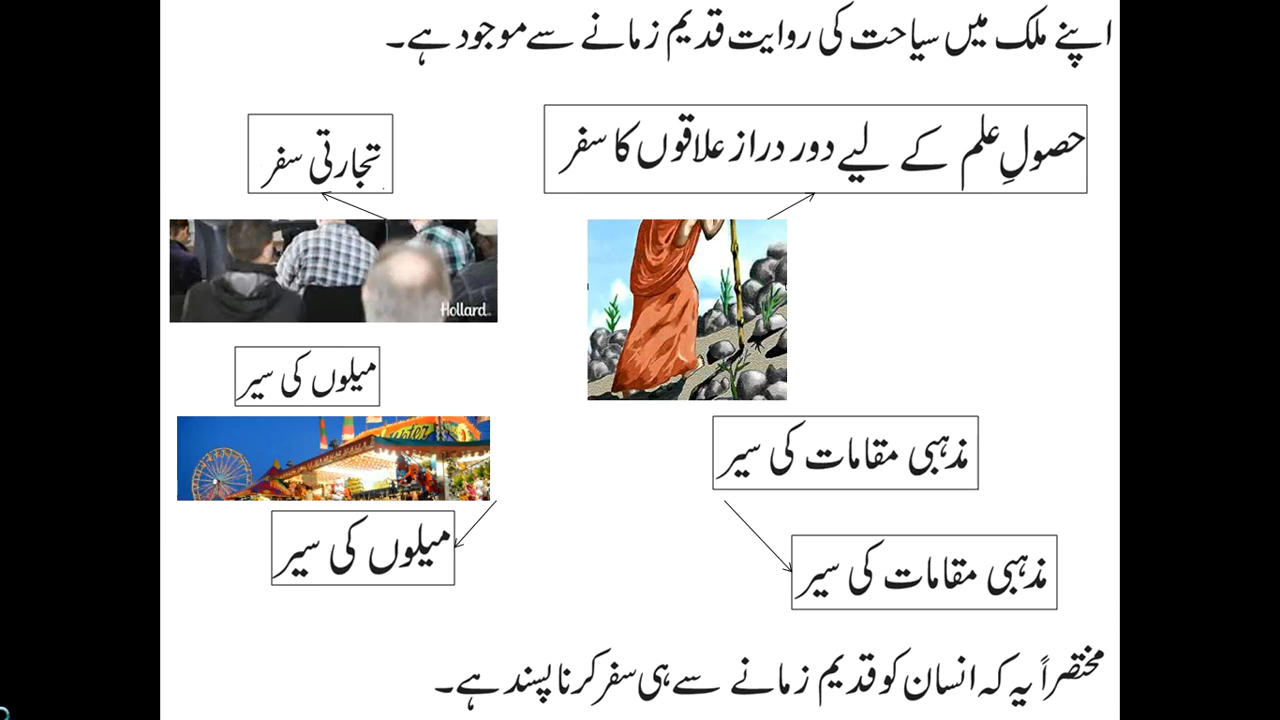 اپنے ملک میں سیاحت کی روایت قدیم زمانے سے موجود ہے۔
حصولِ علم کے لیے دور دراز علاقوں کا سفر
تجارتی سفر
Hollard
میلوں کی سیر
مذہبی مقامات کی سیر
میلوں کی سیر
مذہبی مقامات کی سیر
مختصراً یہ کہ انسان کو قدیم زمانے سے ہی سفر کرنا پسند ہے۔